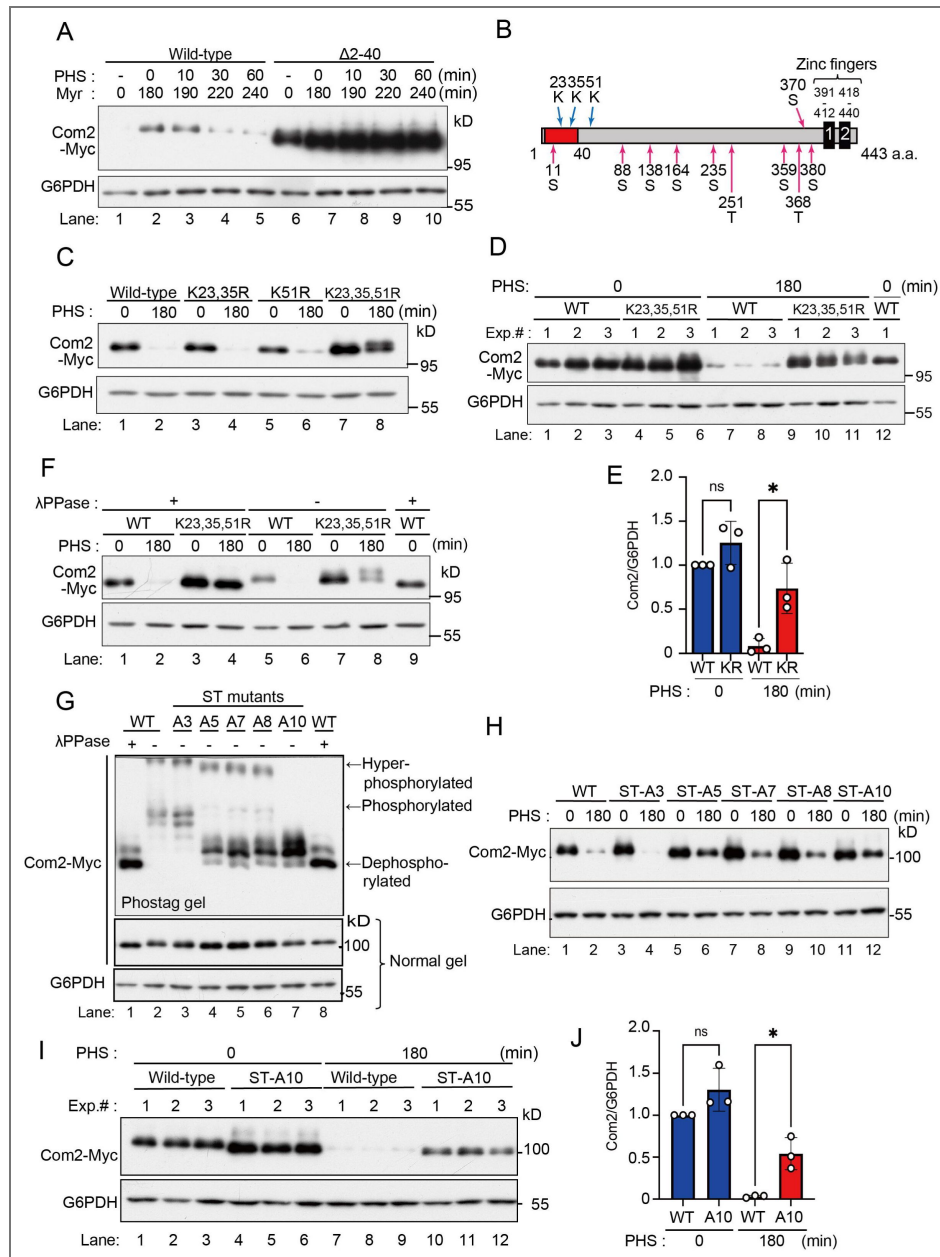 A
Wild-type Δ2-40
PHS : - 0 10 30 60 - 0 10 30 60 (min)
Myr : 0 180 190 220 240 0 180 190 220 240 (min)
kD
Com2
-Myc
95
G6PDH
55
Lane: 1 2 3 4 5 6 7 8 9 10
B
Zinc fingers
370
S
391
-
412
418
-
440
233551
K K K
1 2
1 40 443 a.a.
11 88 138 164 235 359 380
S S S S S S S
251 368
T T
C
Wild-type K23,35R K51R K23,35,51R
PHS : 0 180 0 180 0 180 0 180 (min)
kD
Com2
-Myc
95
G6PDH
55
Lane: 1 2 3 4 5 6 7 8
D
PHS: 0 180 0 (min)
WT K23,35,51R WT K23,35,51R WT
Exp.# 1 2 3 1 2 3 1 2 3 1 2 3 1
kD
Com2
-Myc
95
G6PDH
55
Lane: 1 2 3 4 5 6 7 8 9 10 11 12
F
λPPase : + - +
WT K23,35,51R WT K23,35,51R WT
PHS : 0 180 0 180 0 180 0 180 0 (min)
kD
Com2
-Myc
95
G6PDH
55
Lane: 1 2 3 4 5 6 7 8 9
E
2.0
1.5
1.0
0.5
0
Com2/G6PDH
ns *
WT KR WT KR
PHS : 0 180 (min)
G
ST mutants
WT A3 A5 A7 A8 A10 WT
λPPase + - - - - - - +
←Hyper-
phosphorylated
←Phosphorylated
Com2-Myc
←Dephospho-
rylated
Phostag gel
kD
100
Normal gel
G6PDH
55
Lane: 1 2 3 4 5 6 7 8
H
WT ST-A3 ST-A5 ST-A7 ST-A8 ST-A10
PHS : 0 180 0 180 0 180 0 180 0 180 0 180 (min)
kD
Com2-Myc
100
G6PDH
55
Lane: 1 2 3 4 5 6 7 8 9 10 11 12
I
PHS : 0 180 (min)
Wild-type ST-A10 Wild-type ST-A10
Exp.# 1 2 3 1 2 3 1 2 3 1 2 3
kD
Com2-Myc
100
G6PDH
55
Lane: 1 2 3 4 5 6 7 8 9 10 11 12
J
2.0
1.5
1.0
0.5
0
Com2/G6PDH
ns *
WT A10 WT A10
PHS : 0 180 (min)